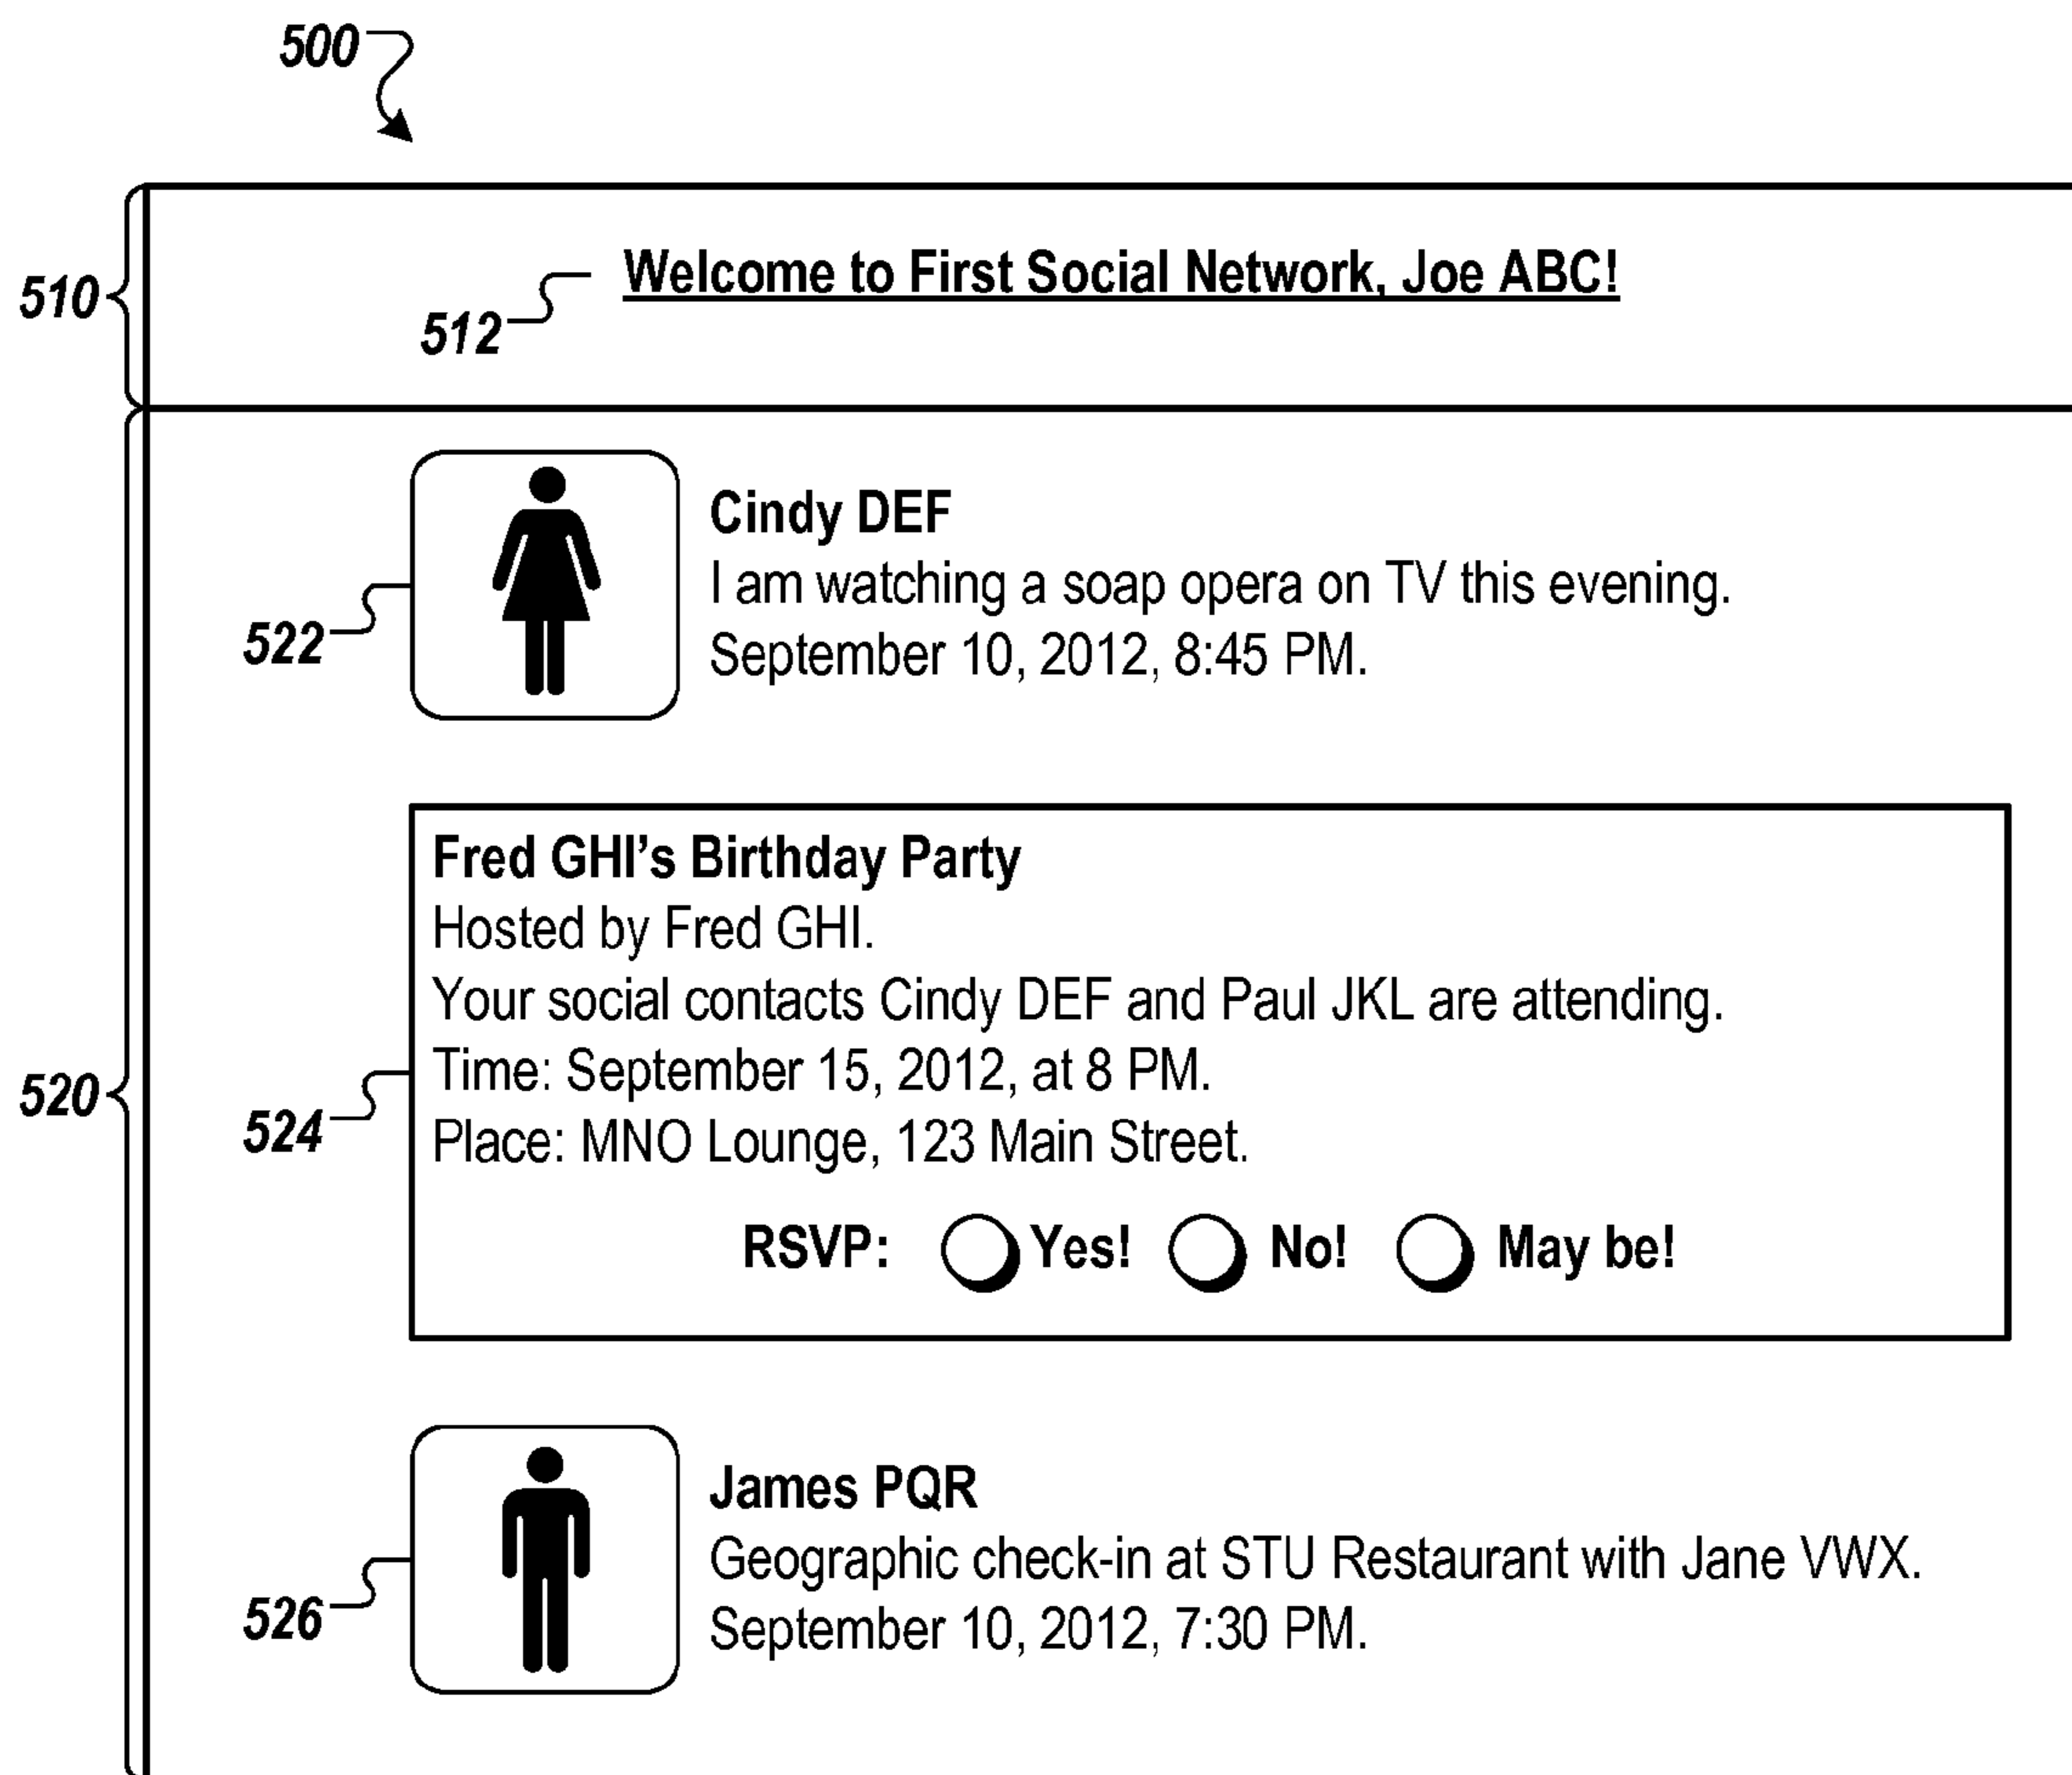 500
510
Welcome to First Social Network, Joe ABC!
512
Cindy DEF
I am watching a soap opera on TV this evening.
September 10, 2012, 8:45 PM.
522
Fred GHI’s Birthday Party
Hosted by Fred GHI.
Your social contacts Cindy DEF and Paul JKL are attending.
Time: September 15, 2012, at 8 PM.
Place: MNO Lounge, 123 Main Street.
520
524
RSVP: Yes! No! May be!
James PQR
Geographic check-in at STU Restaurant with Jane VWX.
September 10, 2012, 7:30 PM.
526